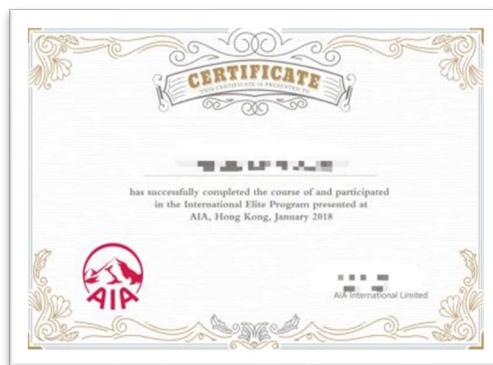 CERTIFICATE
THIS CERTIFICATE IS PRESENTED TO
has successfully completed the course of and participated
in the International Elite Program presented at
AIA, Hong Kong, January 2018
AIA
AIA International Limited